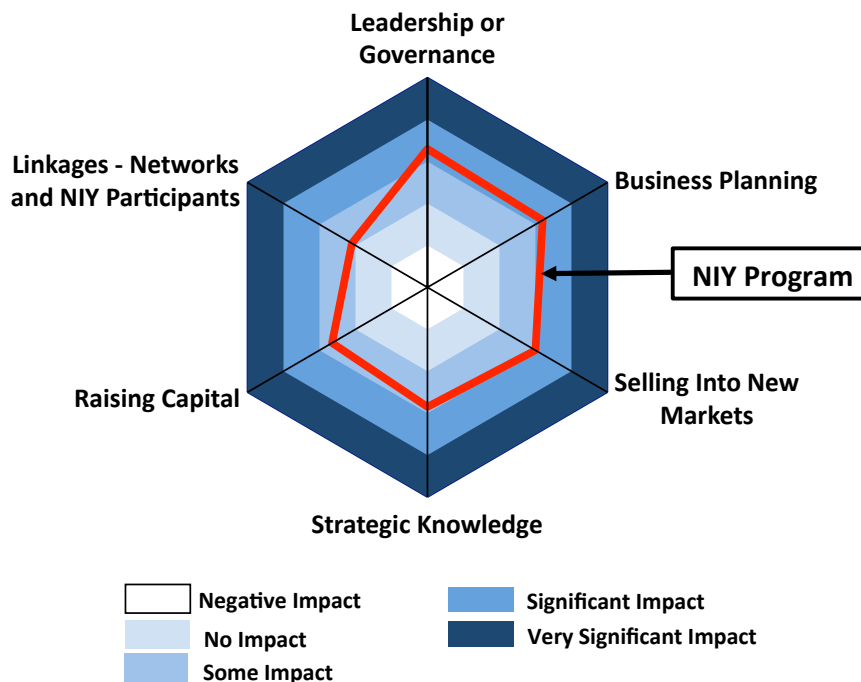 Leadership or
Governance
Linkages - Networks
and NIY Participants
Business Planning
NIY Program
Raising Capital
Selling Into New
Markets
Strategic Knowledge
Negative Impact
No Impact
Some Impact
Significant Impact
Very Significant Impact